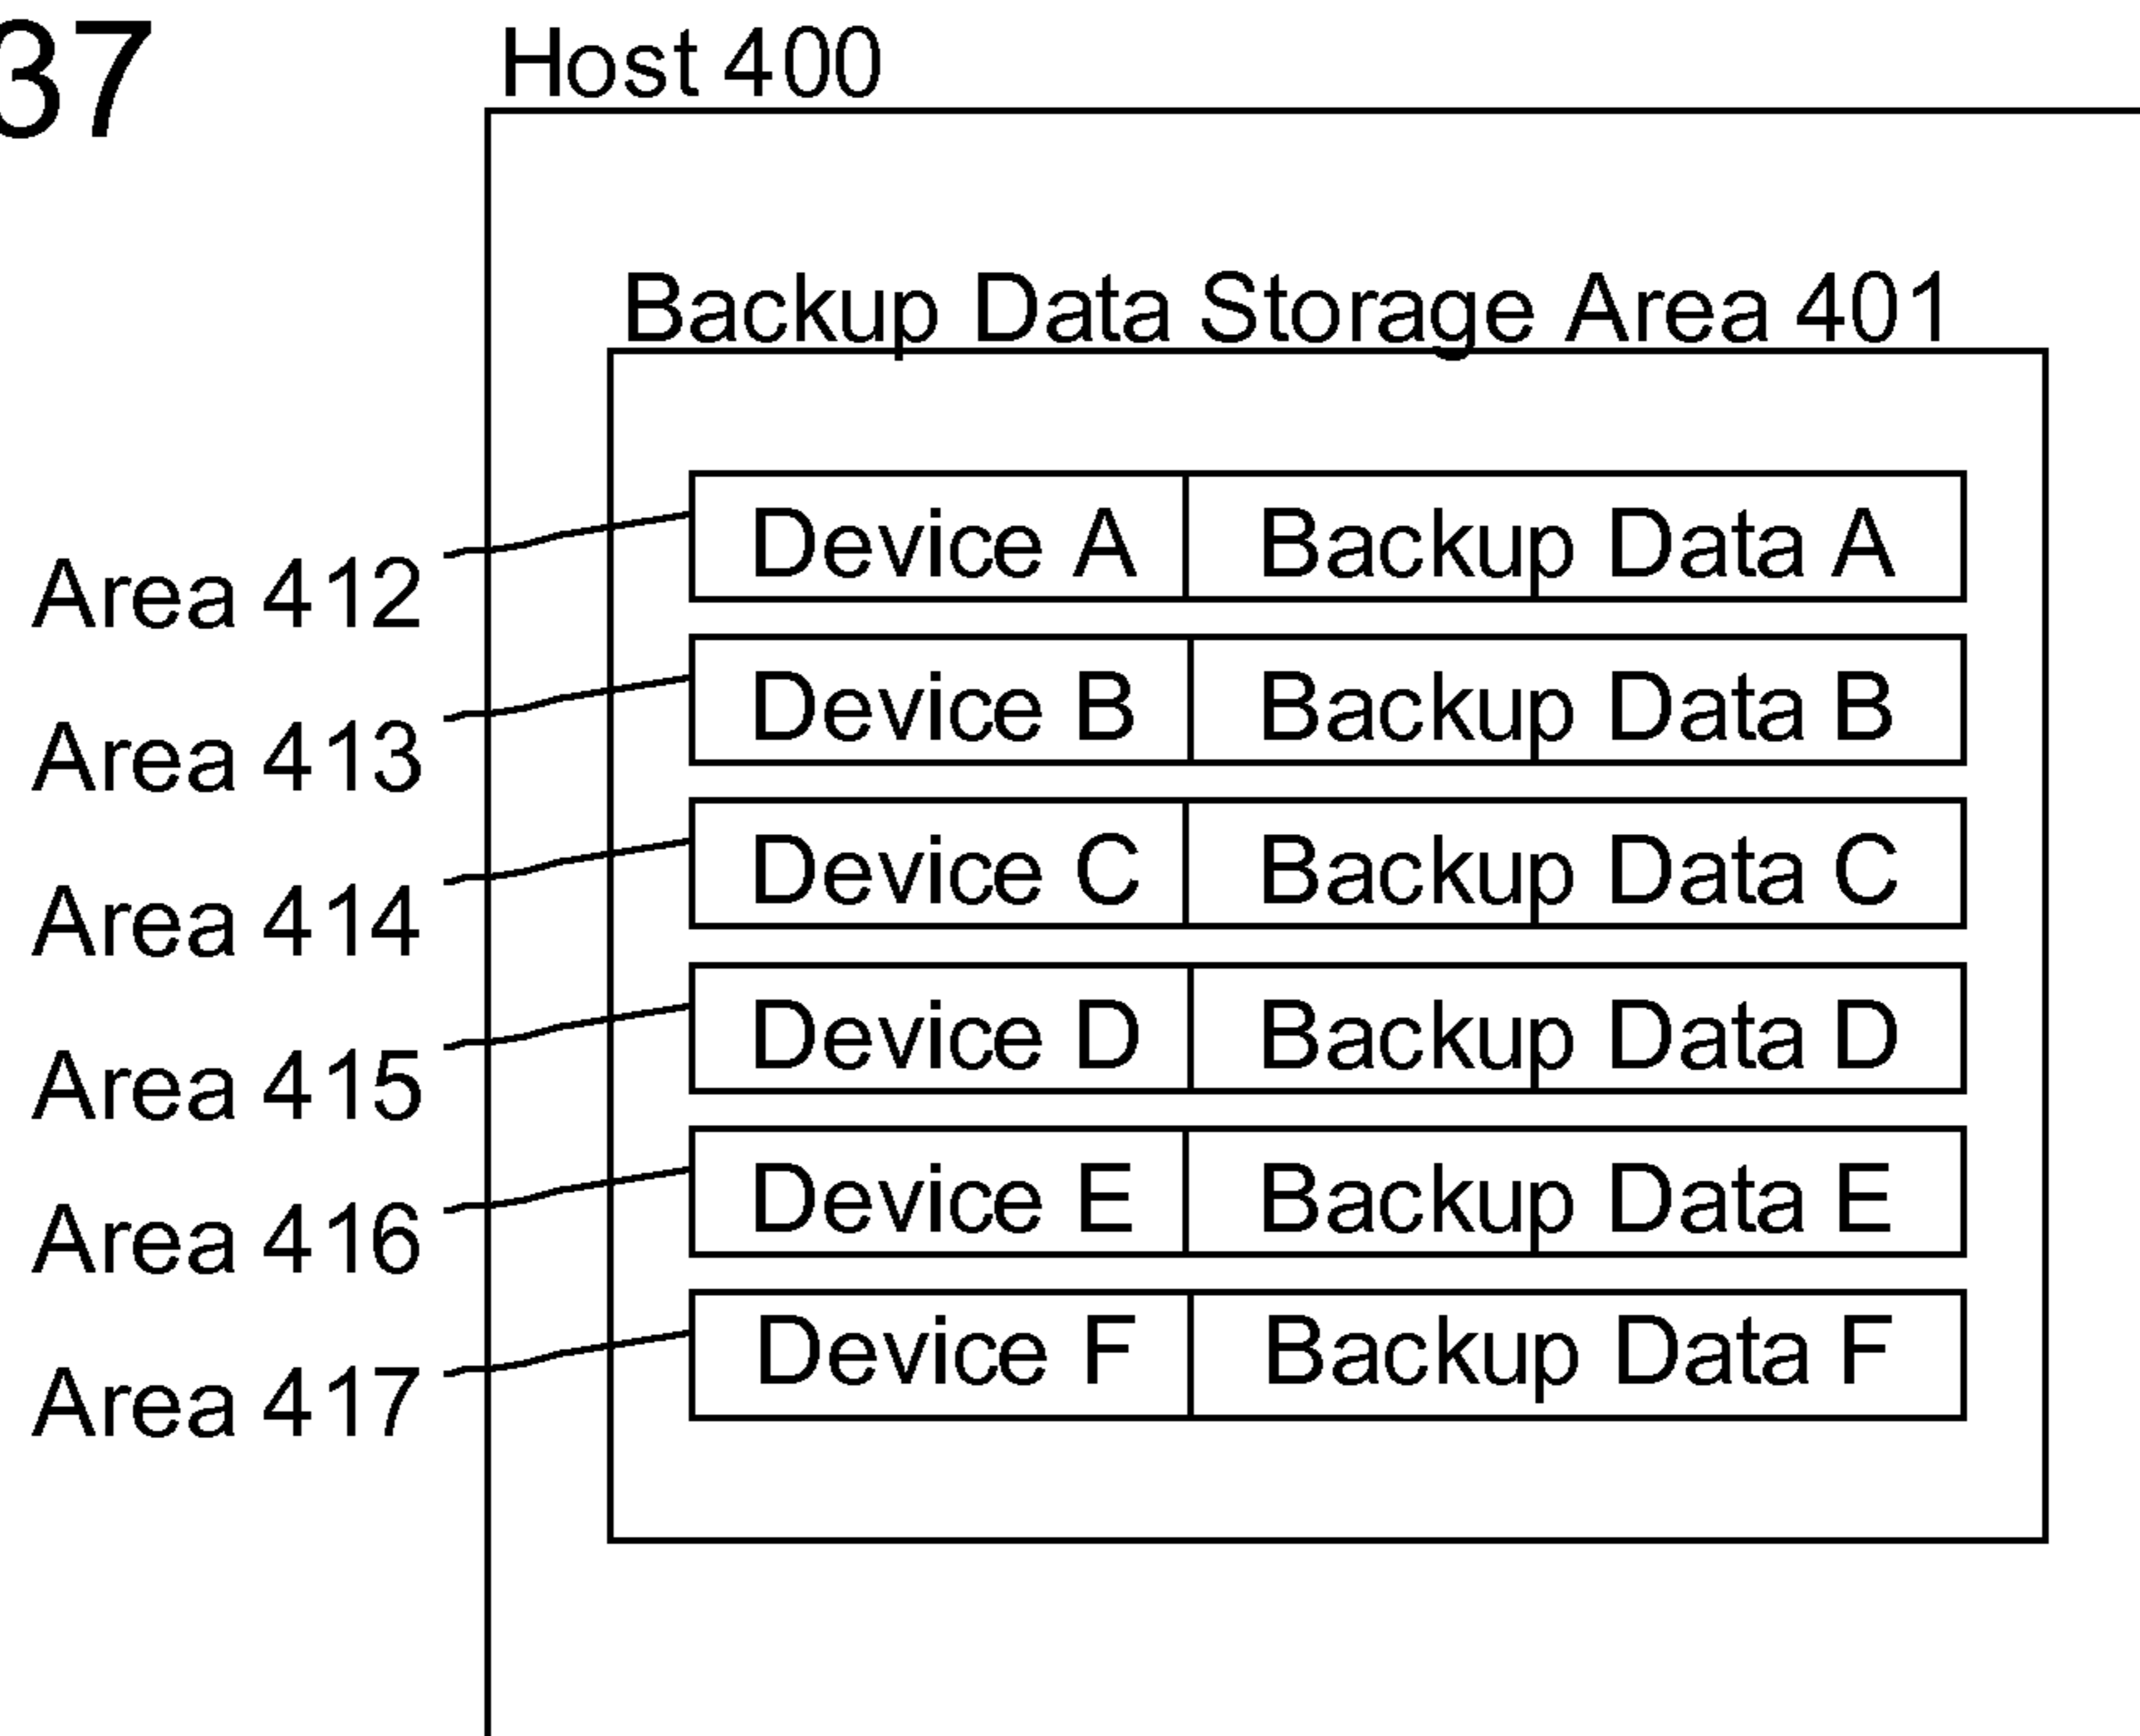 37
Host 400
Backup Data Storage Area 401
Area 412 Device A Backup Data A
Area 413 Device B Backup Data B
Area 414 Device C Backup Data C
Area 415 Device D Backup Data D
Area 416 Device E Backup Data E
Area 417 Device F Backup Data F